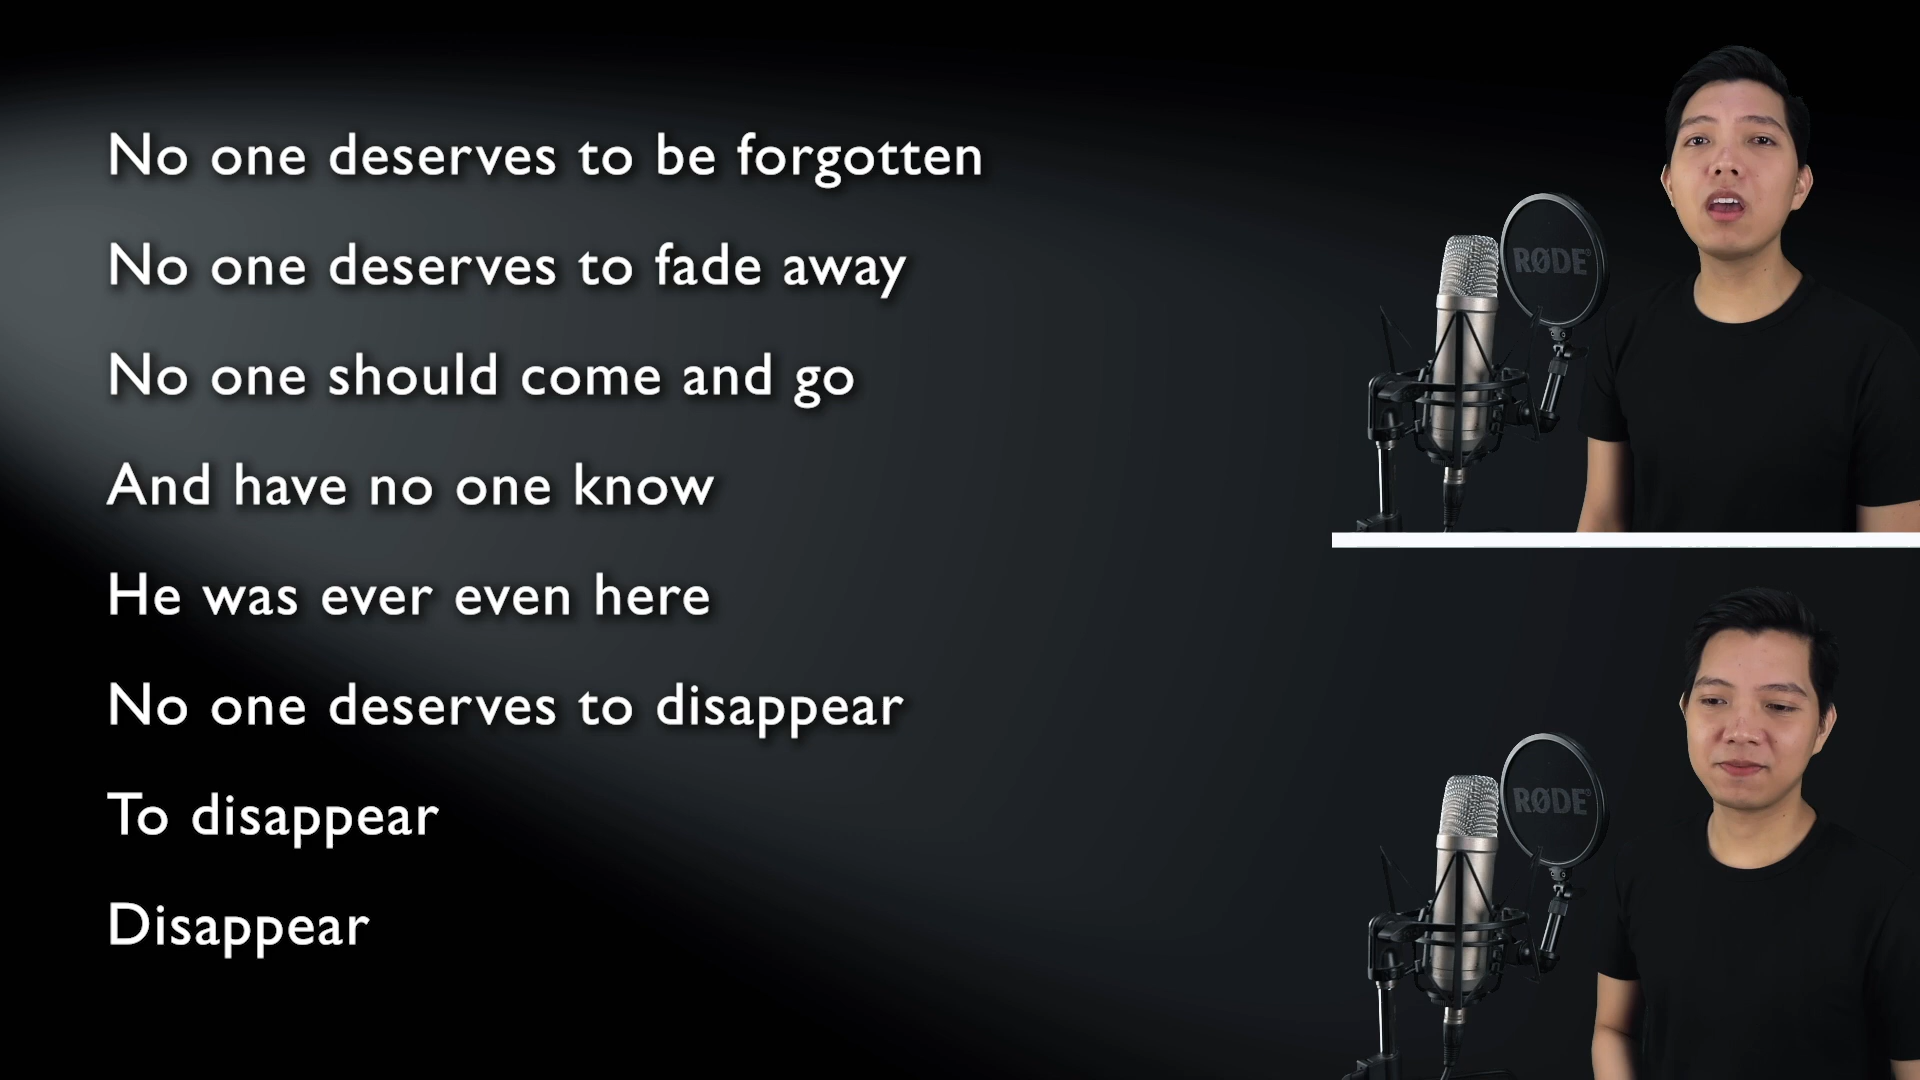 No one deserves to be forgotten
No one deserves to fade away
No one should come and go
And have no one know
He was ever even here
No one deserves to disappear
To disappear
Disappear
RØDE®
RØDE®